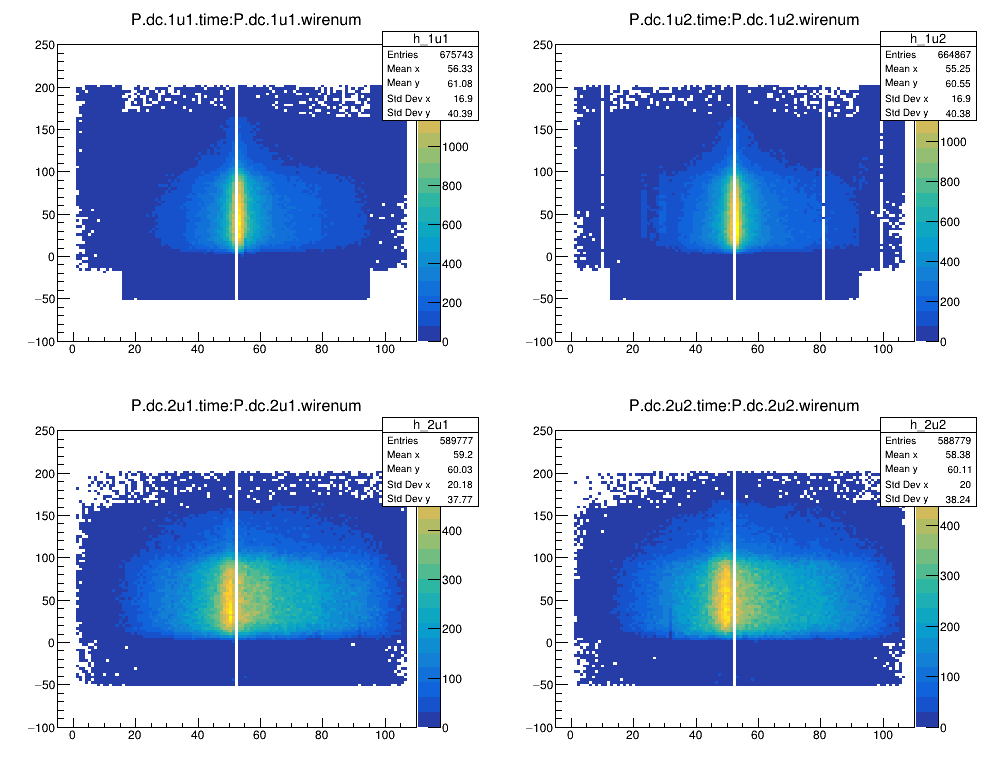 P.dc.1u1.time:P.dc.1u1.wirenum
h_1u1
Entries 675743
Mean x 56.33
Mean y 61.08
Std Dev x 16.9
Std Dev y 40.39
250
200
150
100
50
0
−50
−100
0 20 40 60 80 100
1000
800
600
400
200
0
P.dc.1u2.time:P.dc.1u2.wirenum
h_1u2
Entries 664867
Mean x 55.25
Mean y 60.55
Std Dev x 16.9
Std Dev y 40.38
250
200
150
100
50
0
−50
−100
0 20 40 60 80 100
1000
800
600
400
200
0
P.dc.2u1.time:P.dc.2u1.wirenum
h_2u1
Entries 589777
Mean x 59.2
Mean y 60.03
Std Dev x 20.18
Std Dev y 37.77
250
200
150
100
50
0
−50
−100
0 20 40 60 80 100
400
300
200
100
0
P.dc.2u2.time:P.dc.2u2.wirenum
h_2u2
Entries 588779
Mean x 58.38
Mean y 60.11
Std Dev x 20
Std Dev y 38.24
250
200
150
100
50
0
−50
−100
0 20 40 60 80 100
400
300
200
100
0